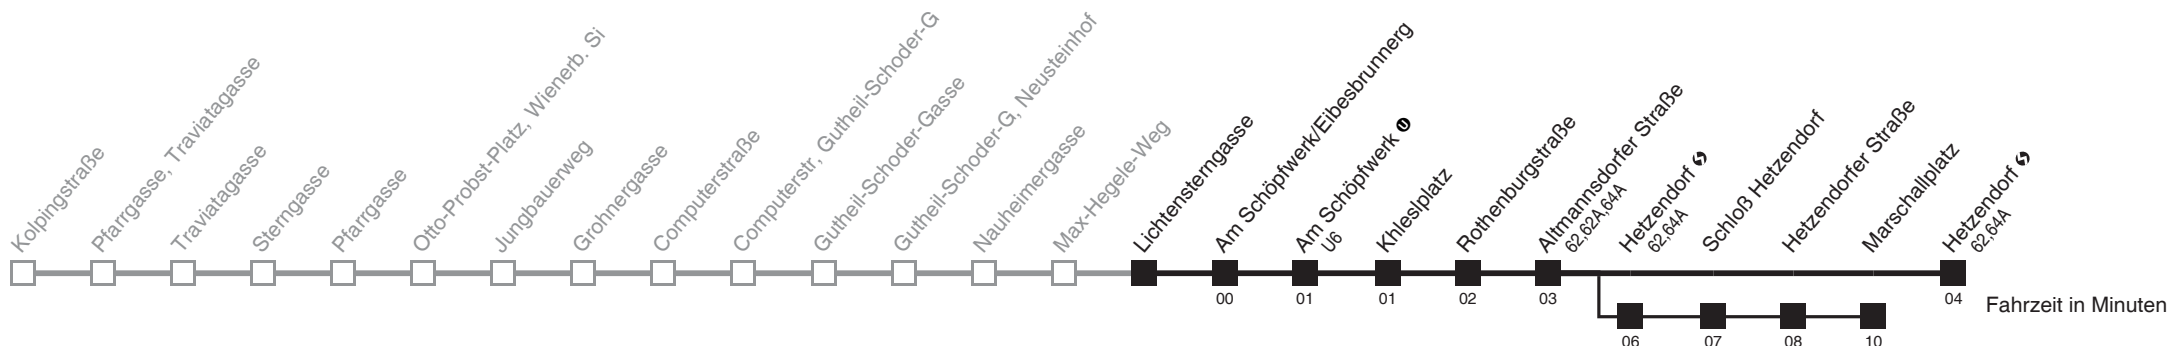 Kolpingstraße
Pfarrgasse, Traviatagasse
Traviatagasse
Sterngasse
Pfarrgasse
Otto-Probst-Platz, Wienerb. Si
Jungbauerweg
Grohnergasse
Computerstraße
Computerstr, Gutheil-Schoder-G
Gutheil-Schoder-Gasse
Gutheil-Schoder-G, Neusteinhof
Nauheimergasse
Max-Hegele-Weg
Lichtensterngasse
Am Schöpfwerk/Eibesbrunnerg
Am Schöpfwerk U
U6
Khleslplatz
Rothenburgstraße
Altmannsdorfer Straße
62,62A,64A
Hetzendorf S
62,64A
Schloß Hetzendorf
Hetzendorfer Straße
Marschallplatz
Hetzendorf S
62,64A
00
01
01
02
03
04
Fahrzeit in Minuten
06
07
08
10